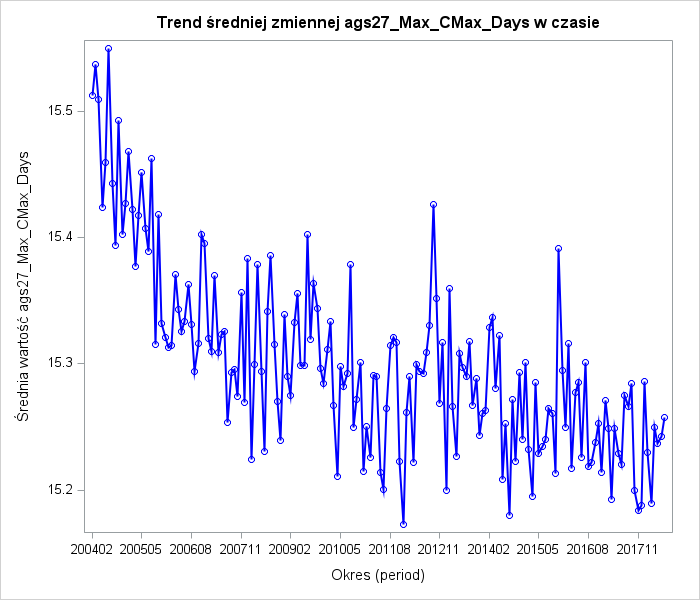 Trend średniej zmiennej ags27_Max_CMax_Days w czasie
Średnia wartość ags27_Max_CMax_Days
15.5
15.4
15.3
15.2
200402 200505 200608 200711 200902 201005 201108 201211 201402 201505 201608 201711
Okres (period)